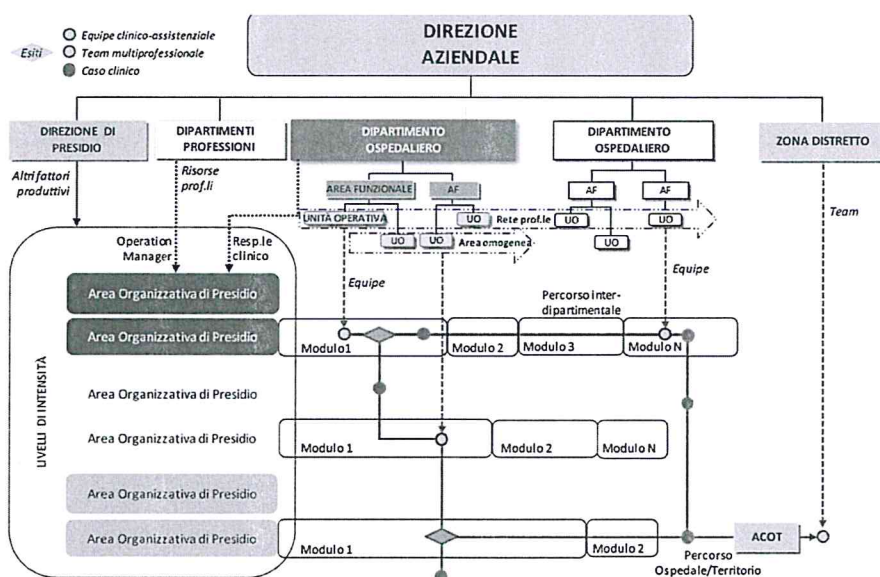 DIREZIONE
AZIENDALE
Equipe clinico-assistenziale
Esiti
Team multiprofessionale
Caso clinico
DIREZIONE DI
PRESIDIO
DIPARTIMENTI
PROFESSIONI
DIPARTIMENTO
OSPEDALIERO
DIPARTIMENTO
OSPEDALIERO
ZONA DISTRETTO
Altri fattori
produttivi
Risorse
prof.li
AREA FUNZIONALE
AF
AF
AF
UNITÀ OPERATIVA
UO
Rete prof.le
UO
UO
Team
UO
UO
Area omogenea
UO
Operation
Manager
Resp.le
clinico
Equipe
Equipe
Area Organizzativa di Presidio
Percorso inter-
dipartimentale
Area Organizzativa di Presidio
Modulo1
Modulo 2
Modulo 3
Modulo N
LIVELLI DI INTENSITÀ
Area Organizzativa di Presidio
Area Organizzativa di Presidio
Modulo 1
Modulo 2
Modulo N
Area Organizzativa di Presidio
Area Organizzativa di Presidio
Modulo 1
Modulo 2
ACOT
Percorso
Ospedale/Territorio